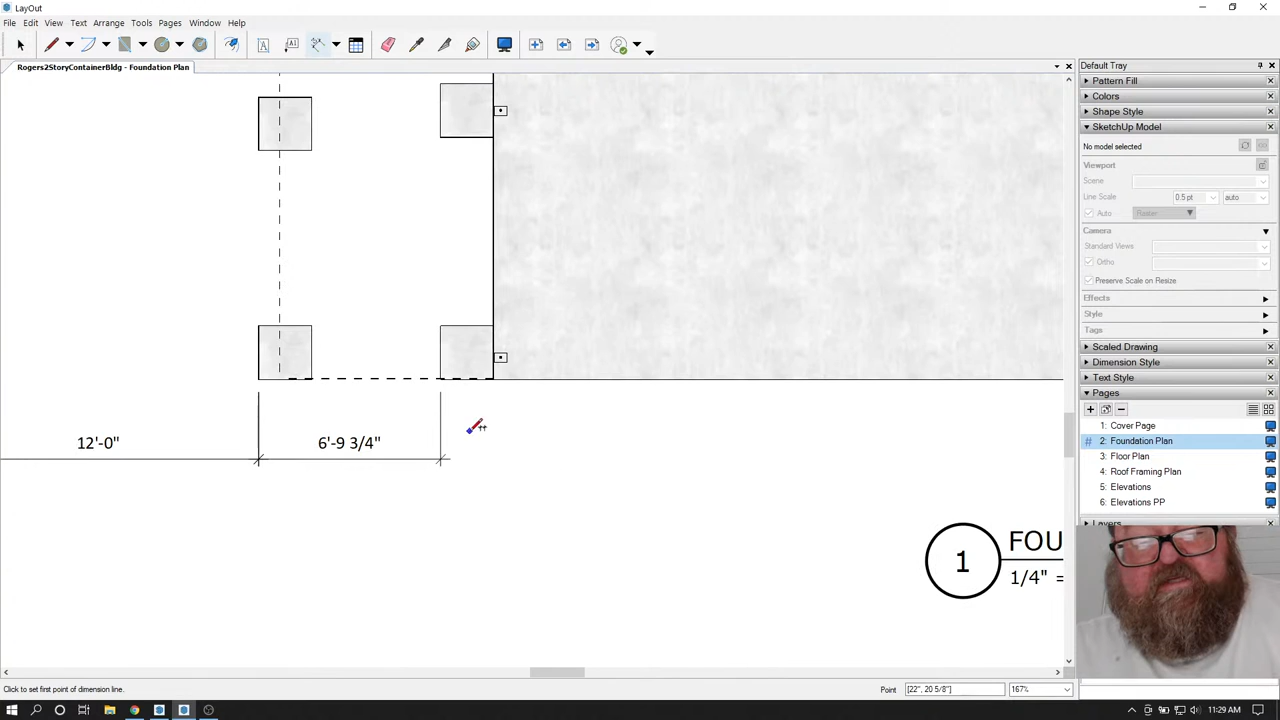 LayOut
File Edit View Text Arrange Tools Pages Window Help
Rogers2StoryContainerBldg - Foundation Plan
12'-0"
6'-9 3/4"
1
FOU
1/4" =
Default Tray
Pattern Fill
Colors
Shape Style
SketchUp Model
No model selected
Viewport
Scene
Line Scale 0.5 pt auto
Auto Raster
Camera
Standard Views
Ortho
Preserve Scale on Resize
Effects
Style
Tags
Scaled Drawing
Dimension Style
Text Style
Pages
1: Cover Page
# 2: Foundation Plan
3: Floor Plan
4: Roof Framing Plan
5: Elevations
6: Elevations PP
Layers
Click to set first point of dimension line.
Point [22", 20 5/8"] 167%
11:29 AM